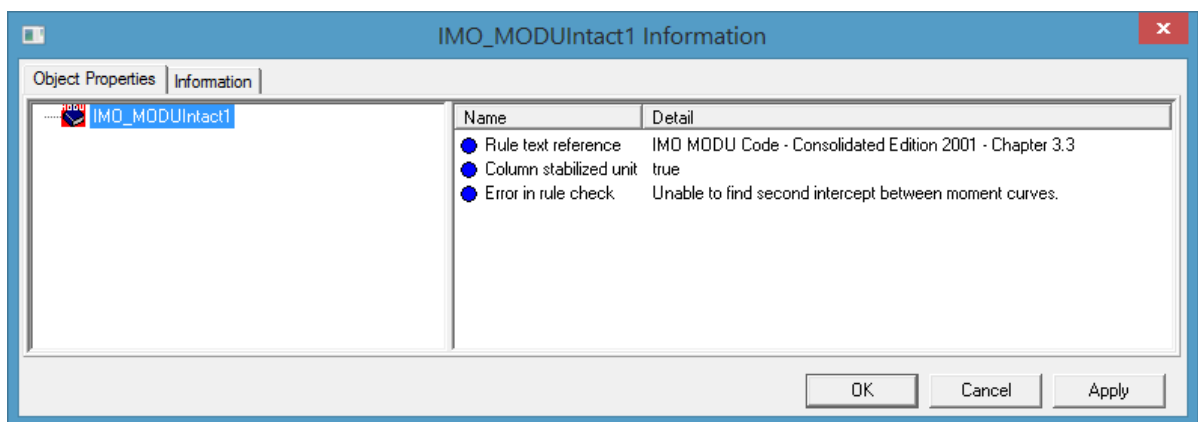 IMO_MODUIntact1 Information
Object Properties Information
IMO_MODUIntact1
Name Detail
Rule text reference IMO MODU Code - Consolidated Edition 2001 - Chapter 3.3
Column stabilized unit true
Error in rule check Unable to find second intercept between moment curves.
OK Cancel Apply